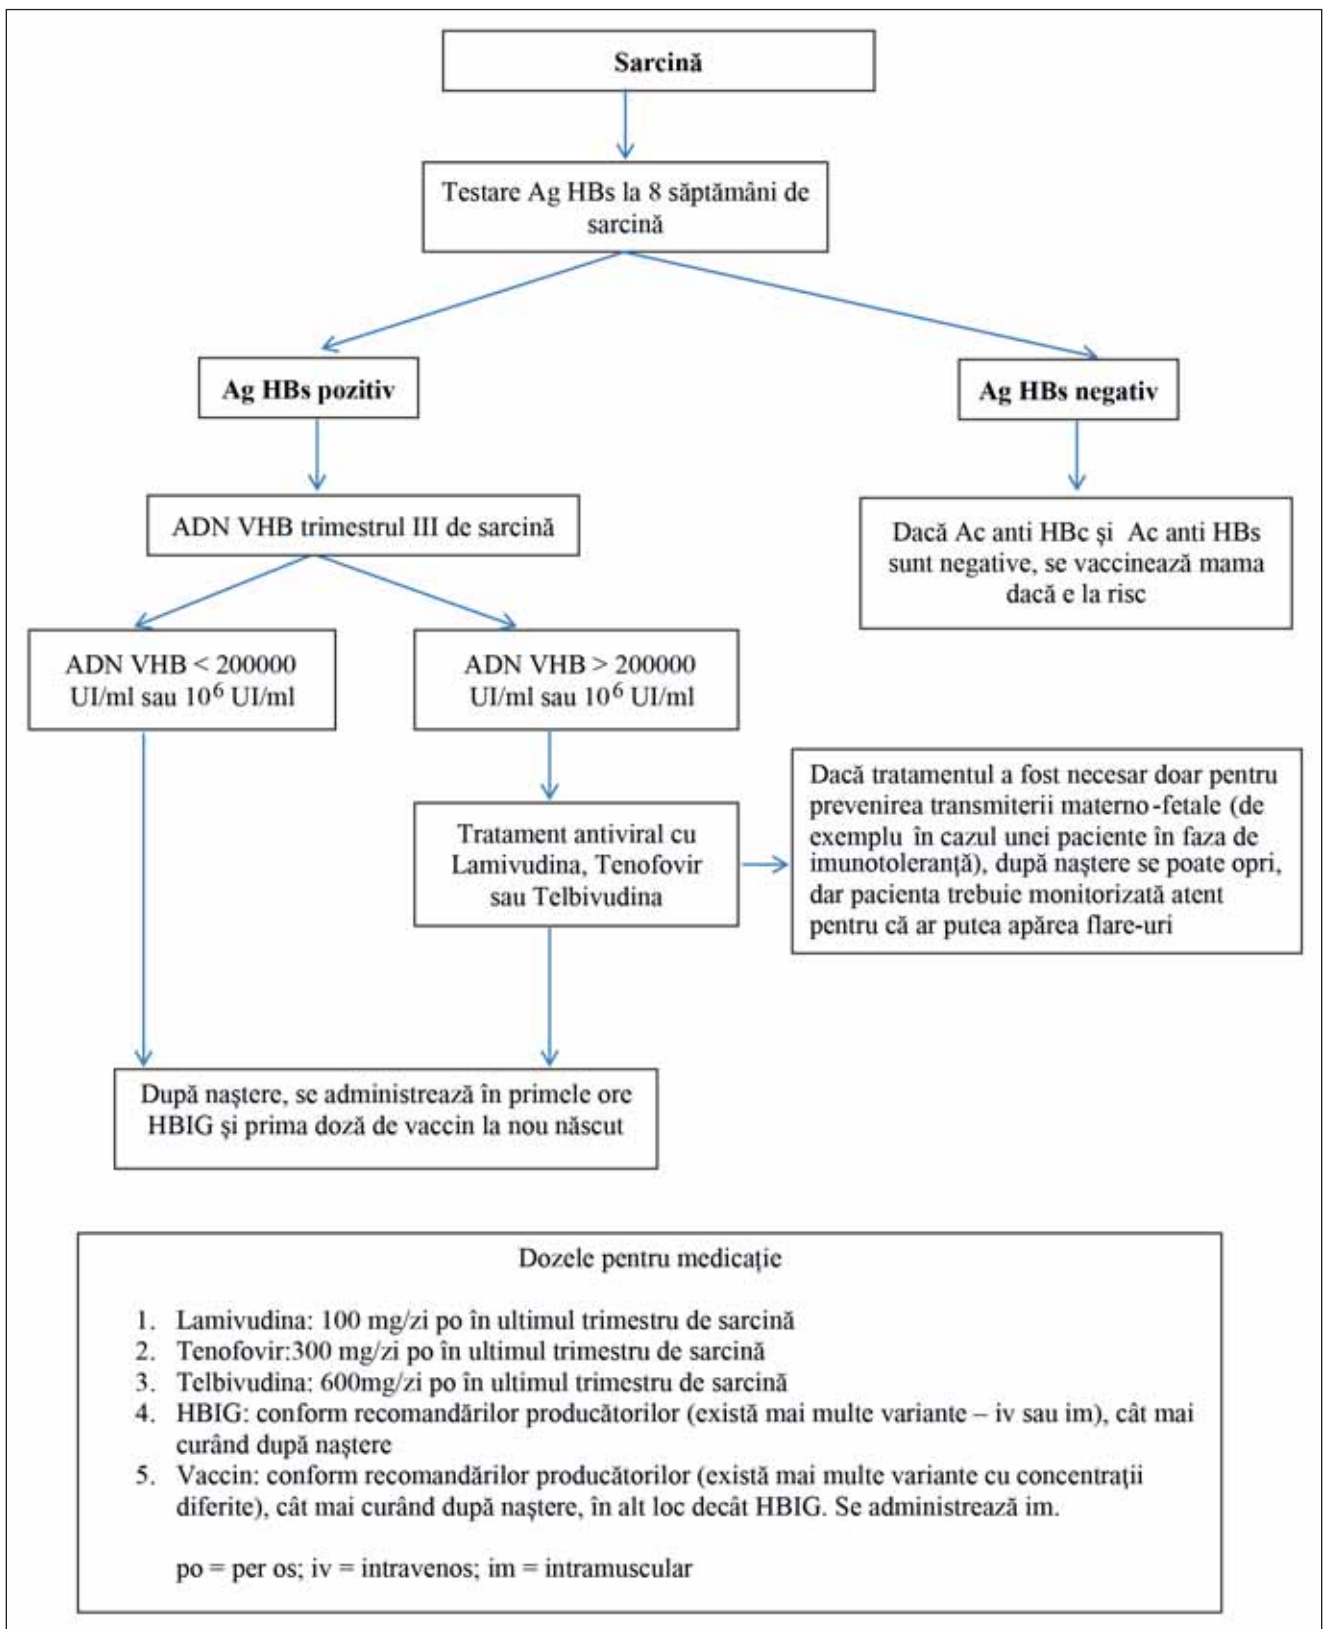 Sarcină
Testare Ag HBs la 8 săptămâni de
sarcină
Ag HBs pozitiv
Ag HBs negativ
ADN VHB trimestrul III de sarcină
Dacă Ac anti HBc și Ac anti HBs
sunt negative, se vaccinează mama
dacă e la risc
ADN VHB < 200000
UI/ml sau 10⁶ UI/ml
ADN VHB > 200000
UI/ml sau 10⁶ UI/ml
Tratament antiviral cu
Lamivudina, Tenofovir
sau Telbivudina
Dacă tratamentul a fost necesar doar pentru
prevenirea transmiterii materno-fetale (de
exemplu în cazul unei paciente în faza de
imunotoleranță), după naștere se poate opri,
dar pacienta trebuie monitorizată atent
pentru că ar putea apărea flare-uri
După naștere, se administrează în primele ore
HBIG și prima doză de vaccin la nou născut
Dozele pentru medicație
1. Lamivudina: 100 mg/zi po în ultimul trimestru de sarcină
2. Tenofovir:300 mg/zi po în ultimul trimestru de sarcină
3. Telbivudina: 600mg/zi po în ultimul trimestru de sarcină
4. HBIG: conform recomandărilor producătorilor (există mai multe variante – iv sau im), cât mai
curând după naștere
5. Vaccin: conform recomandărilor producătorilor (există mai multe variante cu concentrații
diferite), cât mai curând după naștere, în alt loc decât HBIG. Se administrează im.
po = per os; iv = intravenos; im = intramuscular